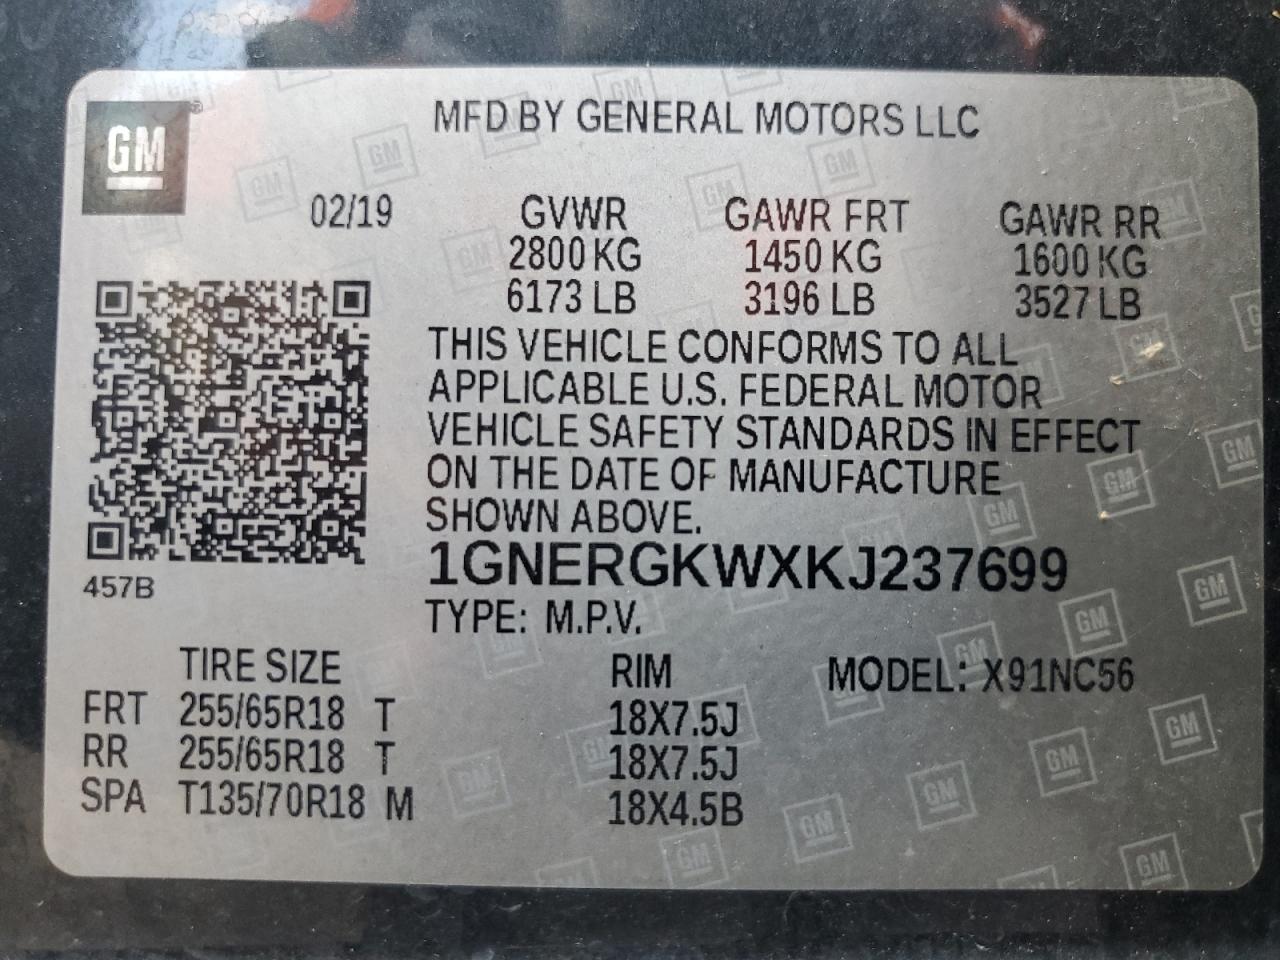 GM
MFD BY GENERAL MOTORS LLC
02/19 GVWR GAWR FRT GAWR RR
2800 KG 1450 KG 1600 KG
6173 LB 3196 LB 3527 LB
THIS VEHICLE CONFORMS TO ALL
APPLICABLE U.S. FEDERAL MOTOR
VEHICLE SAFETY STANDARDS IN EFFECT
ON THE DATE OF MANUFACTURE
SHOWN ABOVE.
1GNERGKWXKJ237699
457B
TYPE: M.P.V.
TIRE SIZE RIM MODEL: X91NC56
FRT 255/65R18 T 18X7.5J
RR 255/65R18 T 18X7.5J
SPA T135/70R18 M 18X4.5B